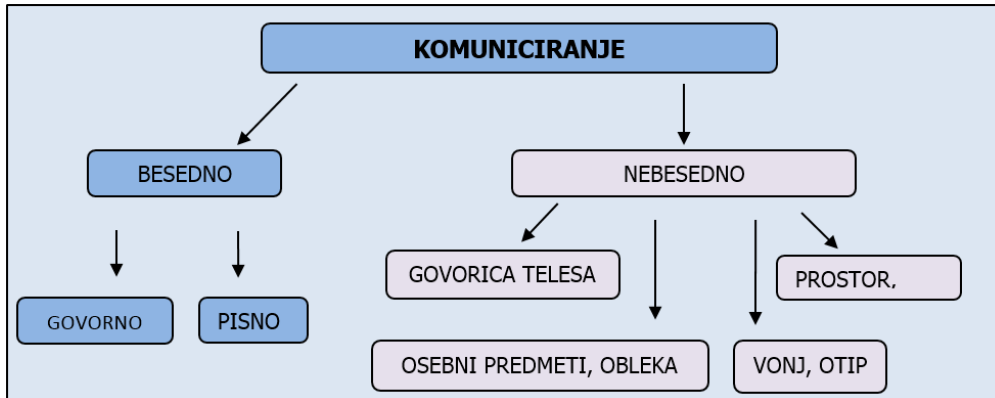 KOMUNICIRANJE
BESEDNO
NEBESEDNO
GOVORICA TELESA
PROSTOR,
GOVORNO
PISNO
OSEBNI PREDMETI, OBLEKA
VONJ, OTIP